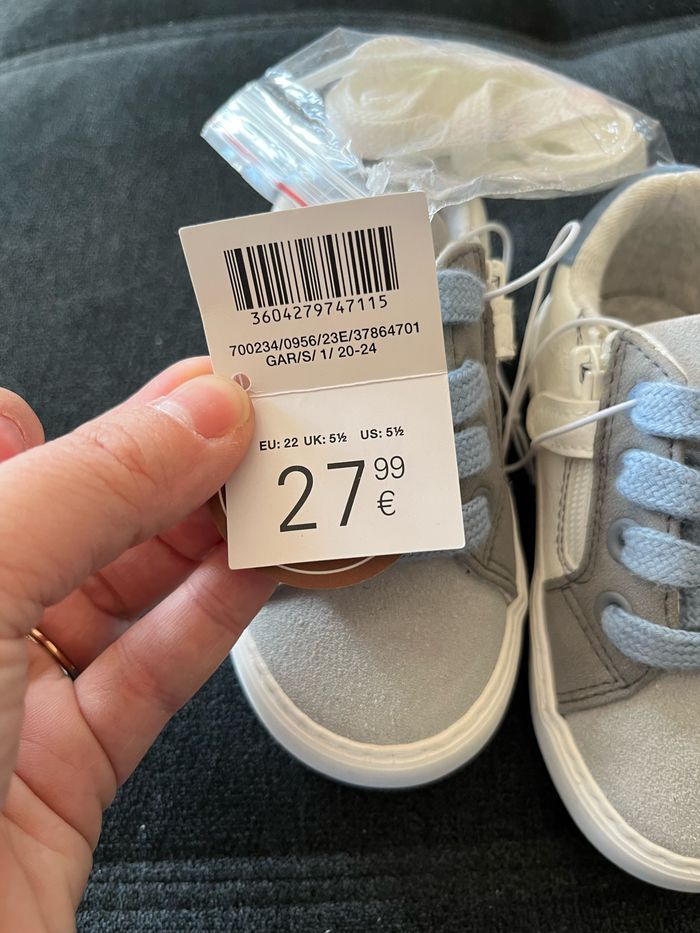 3604279747115
700234/0956/23E/37864701
GAR/S/ 1/ 20-24
EU: 22 UK: 5½ US: 5½
27 99 €